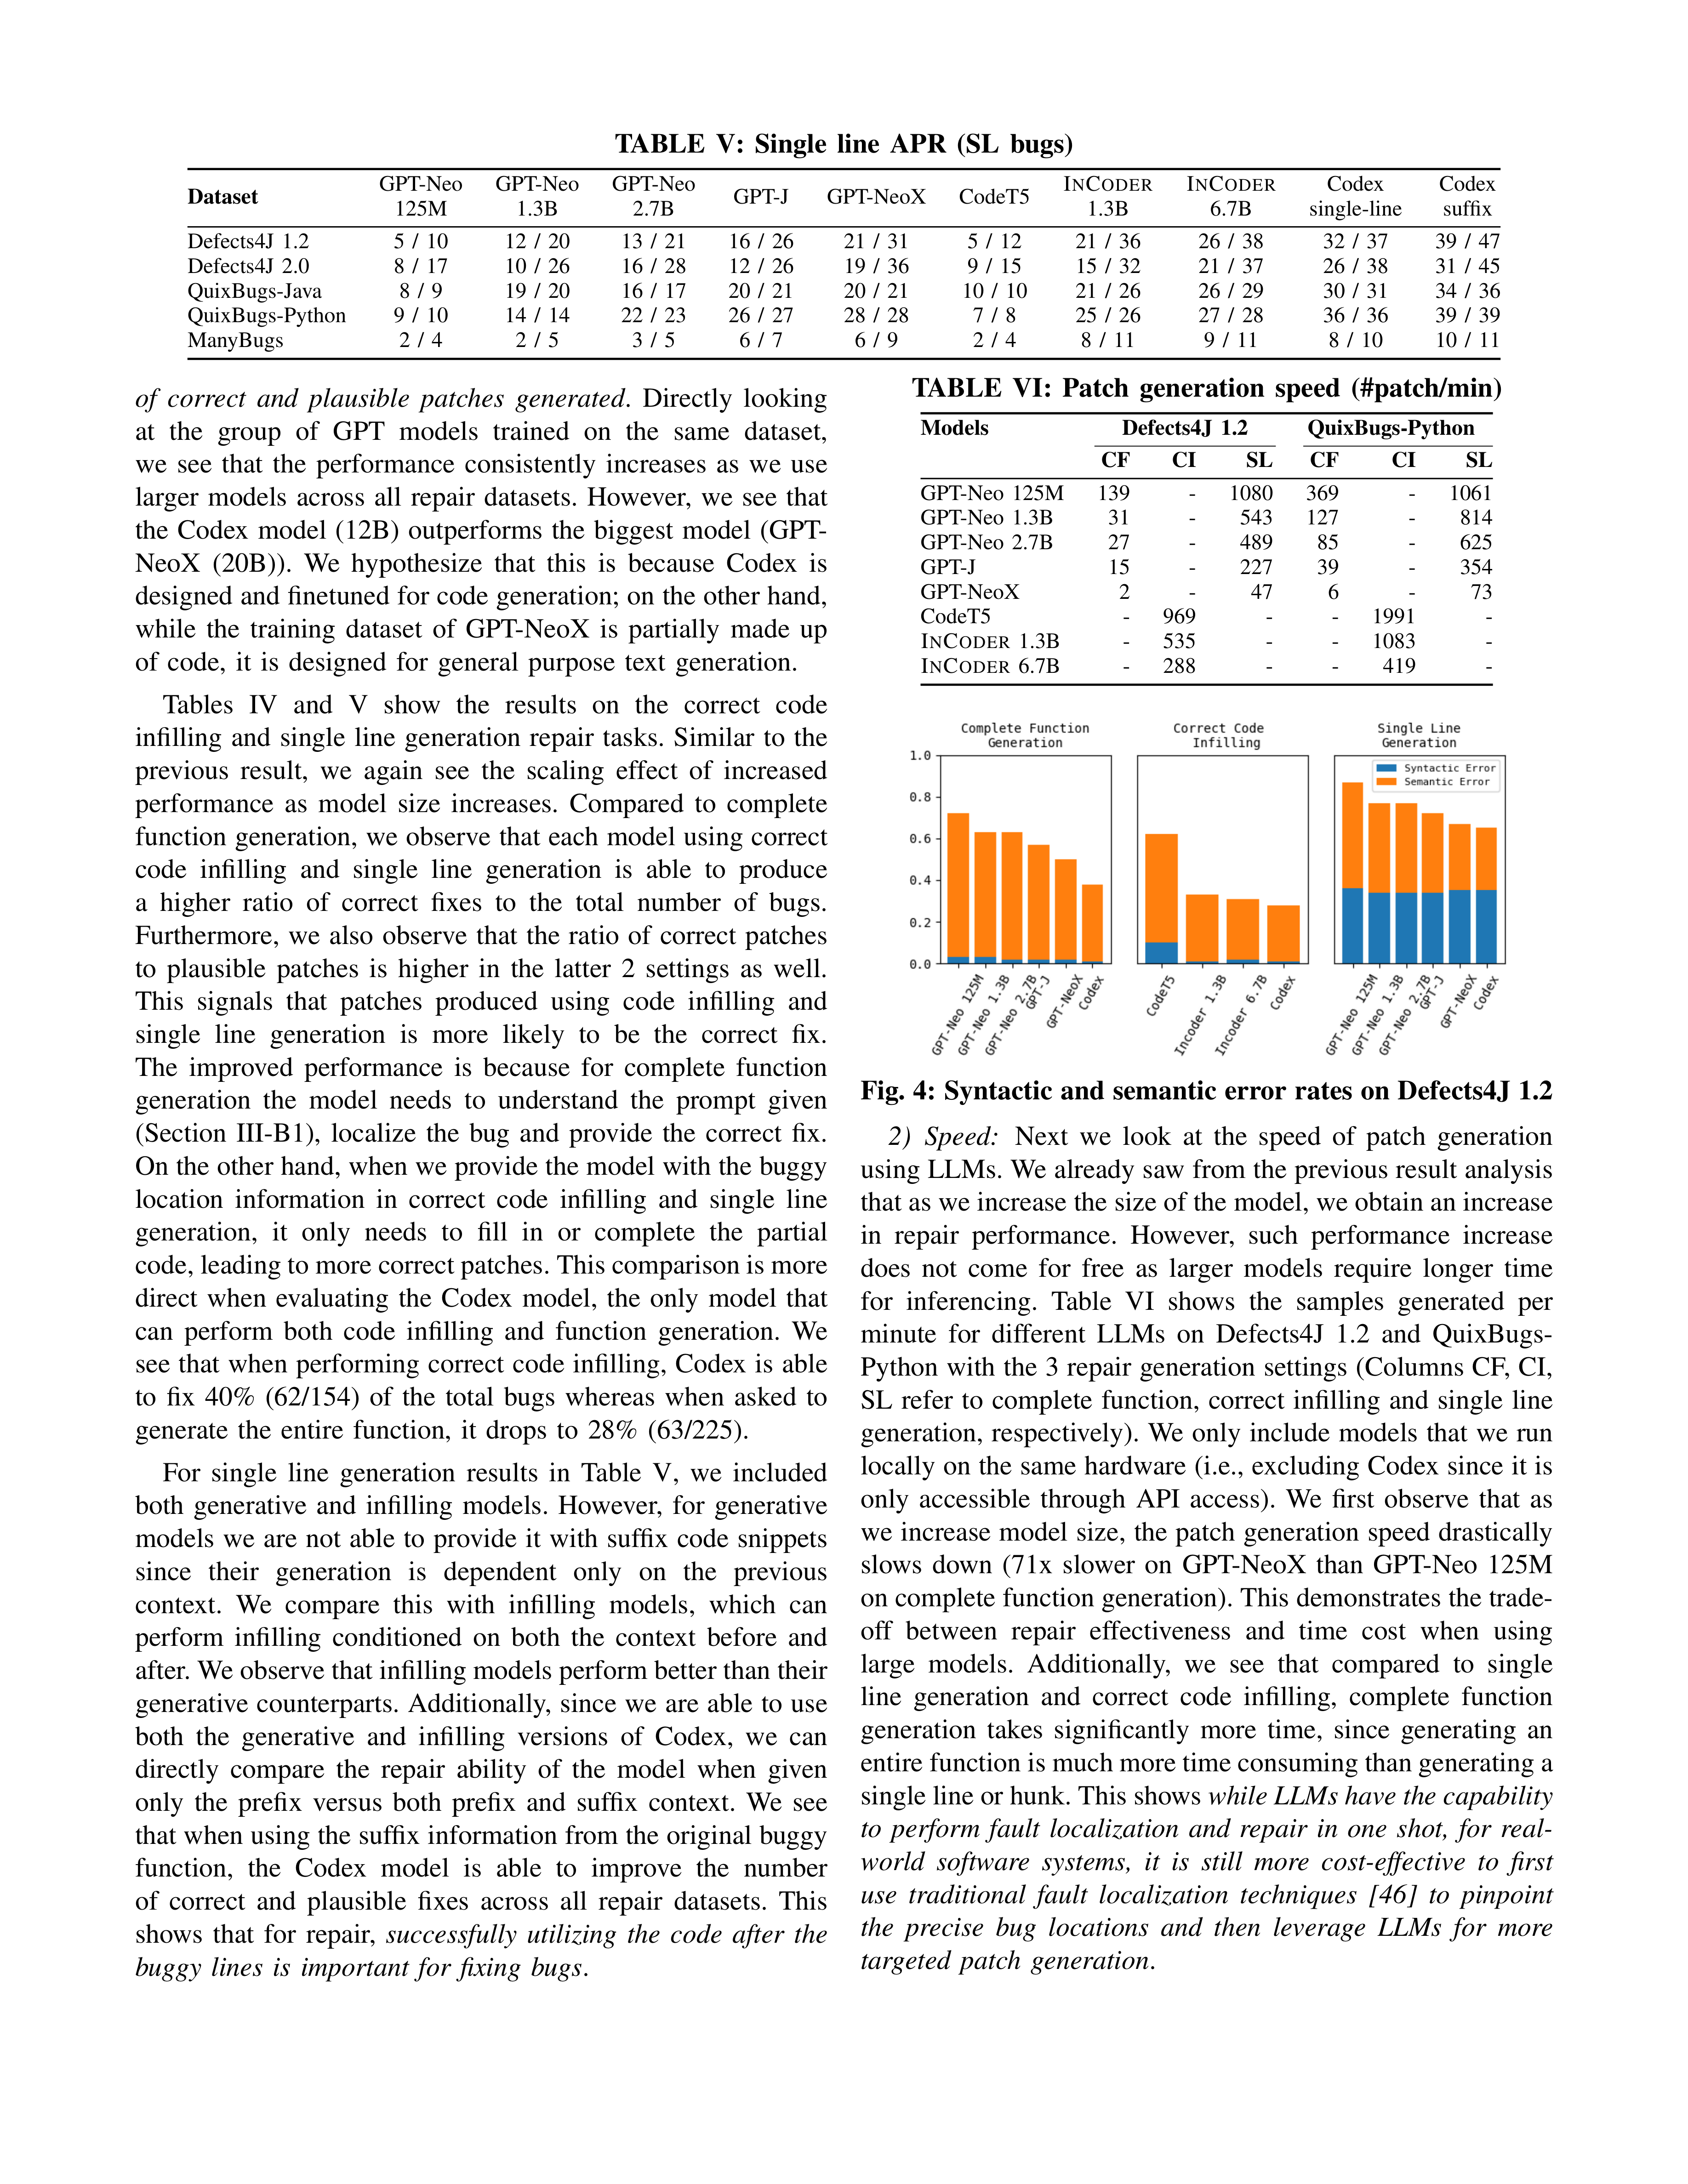 TABLE V: Single line APR (SL bugs)
Dataset GPT-Neo 125M GPT-Neo 1.3B GPT-Neo 2.7B GPT-J GPT-NeoX CodeT5 INCODER 1.3B INCODER 6.7B Codex single-line Codex suffix
Defects4J 1.2 5 / 10 12 / 20 13 / 21 16 / 26 21 / 31 5 / 12 21 / 36 26 / 38 32 / 37 39 / 47
Defects4J 2.0 8 / 17 10 / 26 16 / 28 12 / 26 19 / 36 9 / 15 15 / 32 21 / 37 26 / 38 31 / 45
QuixBugs-Java 8 / 9 19 / 20 16 / 17 20 / 21 20 / 21 10 / 10 21 / 26 26 / 29 30 / 31 34 / 36
QuixBugs-Python 9 / 10 14 / 14 22 / 23 26 / 27 28 / 28 7 / 8 25 / 26 27 / 28 36 / 36 39 / 39
ManyBugs 2 / 4 2 / 5 3 / 5 6 / 7 6 / 9 2 / 4 8 / 11 9 / 11 8 / 10 10 / 11
of correct and plausible patches generated. Directly looking
at the group of GPT models trained on the same dataset,
we see that the performance consistently increases as we use
larger models across all repair datasets. However, we see that
the Codex model (12B) outperforms the biggest model (GPT-
NeoX (20B)). We hypothesize that this is because Codex is
designed and finetuned for code generation; on the other hand,
while the training dataset of GPT-NeoX is partially made up
of code, it is designed for general purpose text generation.
Tables IV and V show the results on the correct code
infilling and single line generation repair tasks. Similar to the
previous result, we again see the scaling effect of increased
performance as model size increases. Compared to complete
function generation, we observe that each model using correct
code infilling and single line generation is able to produce
a higher ratio of correct fixes to the total number of bugs.
Furthermore, we also observe that the ratio of correct patches
to plausible patches is higher in the latter 2 settings as well.
This signals that patches produced using code infilling and
single line generation is more likely to be the correct fix.
The improved performance is because for complete function
generation the model needs to understand the prompt given
(Section III-B1), localize the bug and provide the correct fix.
On the other hand, when we provide the model with the buggy
location information in correct code infilling and single line
generation, it only needs to fill in or complete the partial
code, leading to more correct patches. This comparison is more
direct when evaluating the Codex model, the only model that
can perform both code infilling and function generation. We
see that when performing correct code infilling, Codex is able
to fix 40% (62/154) of the total bugs whereas when asked to
generate the entire function, it drops to 28% (63/225).
For single line generation results in Table V, we included
both generative and infilling models. However, for generative
models we are not able to provide it with suffix code snippets
since their generation is dependent only on the previous
context. We compare this with infilling models, which can
perform infilling conditioned on both the context before and
after. We observe that infilling models perform better than their
generative counterparts. Additionally, since we are able to use
both the generative and infilling versions of Codex, we can
directly compare the repair ability of the model when given
only the prefix versus both prefix and suffix context. We see
that when using the suffix information from the original buggy
function, the Codex model is able to improve the number
of correct and plausible fixes across all repair datasets. This
shows that for repair, successfully utilizing the code after the
buggy lines is important for fixing bugs.
TABLE VI: Patch generation speed (#patch/min)
Models Defects4J 1.2 QuixBugs-Python
CF CI SL CF CI SL
GPT-Neo 125M 139 - 1080 369 - 1061
GPT-Neo 1.3B 31 - 543 127 - 814
GPT-Neo 2.7B 27 - 489 85 - 625
GPT-J 15 - 227 39 - 354
GPT-NeoX 2 - 47 6 - 73
CodeT5 - 969 - - 1991 -
INCODER 1.3B - 535 - - 1083 -
INCODER 6.7B - 288 - - 419 -
Complete Function
Generation
1.0
0.8
0.6
0.4
0.2
0.0
GPT-Neo 125M
GPT-Neo 1.3B
GPT-Neo 2.7B
GPT-J
GPT-NeoX
Codex
Correct Code
Infilling
CodeT5
Incoder 1.3B
Incoder 6.7B
Codex
Single Line
Generation
Syntactic Error
Semantic Error
GPT-Neo 125M
GPT-Neo 1.3B
GPT-Neo 2.7B
GPT-J
GPT-NeoX
Codex
Fig. 4: Syntactic and semantic error rates on Defects4J 1.2
2) Speed: Next we look at the speed of patch generation
using LLMs. We already saw from the previous result analysis
that as we increase the size of the model, we obtain an increase
in repair performance. However, such performance increase
does not come for free as larger models require longer time
for inferencing. Table VI shows the samples generated per
minute for different LLMs on Defects4J 1.2 and QuixBugs-
Python with the 3 repair generation settings (Columns CF, CI,
SL refer to complete function, correct infilling and single line
generation, respectively). We only include models that we run
locally on the same hardware (i.e., excluding Codex since it is
only accessible through API access). We first observe that as
we increase model size, the patch generation speed drastically
slows down (71x slower on GPT-NeoX than GPT-Neo 125M
on complete function generation). This demonstrates the trade-
off between repair effectiveness and time cost when using
large models. Additionally, we see that compared to single
line generation and correct code infilling, complete function
generation takes significantly more time, since generating an
entire function is much more time consuming than generating a
single line or hunk. This shows while LLMs have the capability
to perform fault localization and repair in one shot, for real-
world software systems, it is still more cost-effective to first
use traditional fault localization techniques [46] to pinpoint
the precise bug locations and then leverage LLMs for more
targeted patch generation.